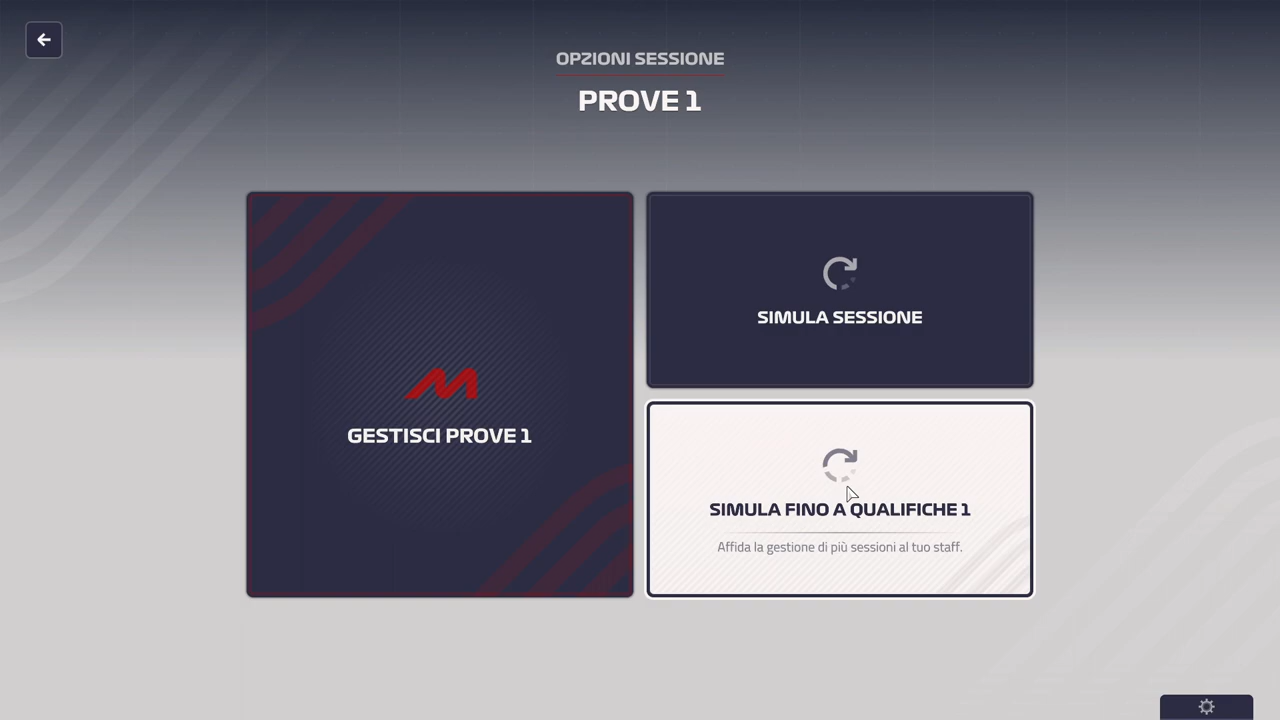 OPZIONI SESSIONE
PROVE 1
GESTISCI PROVE 1
SIMULA SESSIONE
SIMULA FINO A QUALIFICHE 1
Affida la gestione di più sessioni al tuo staff.